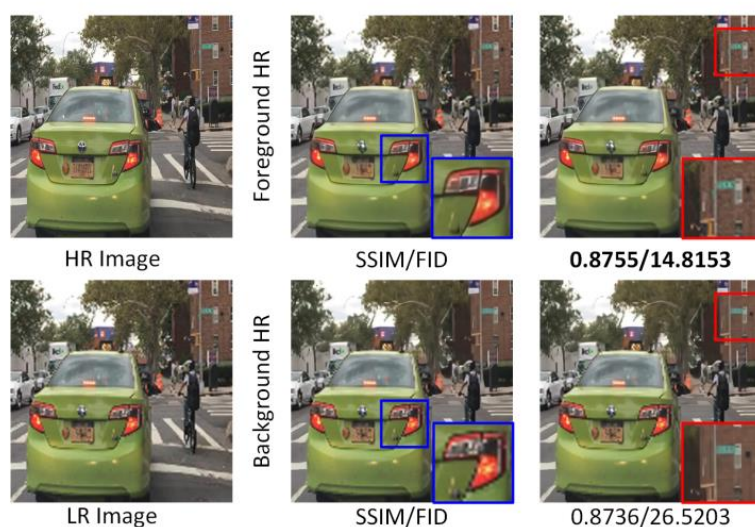 Foreground HR
HR Image
SSIM/FID
0.8755/14.8153
Background HR
LR Image
SSIM/FID
0.8736/26.5203